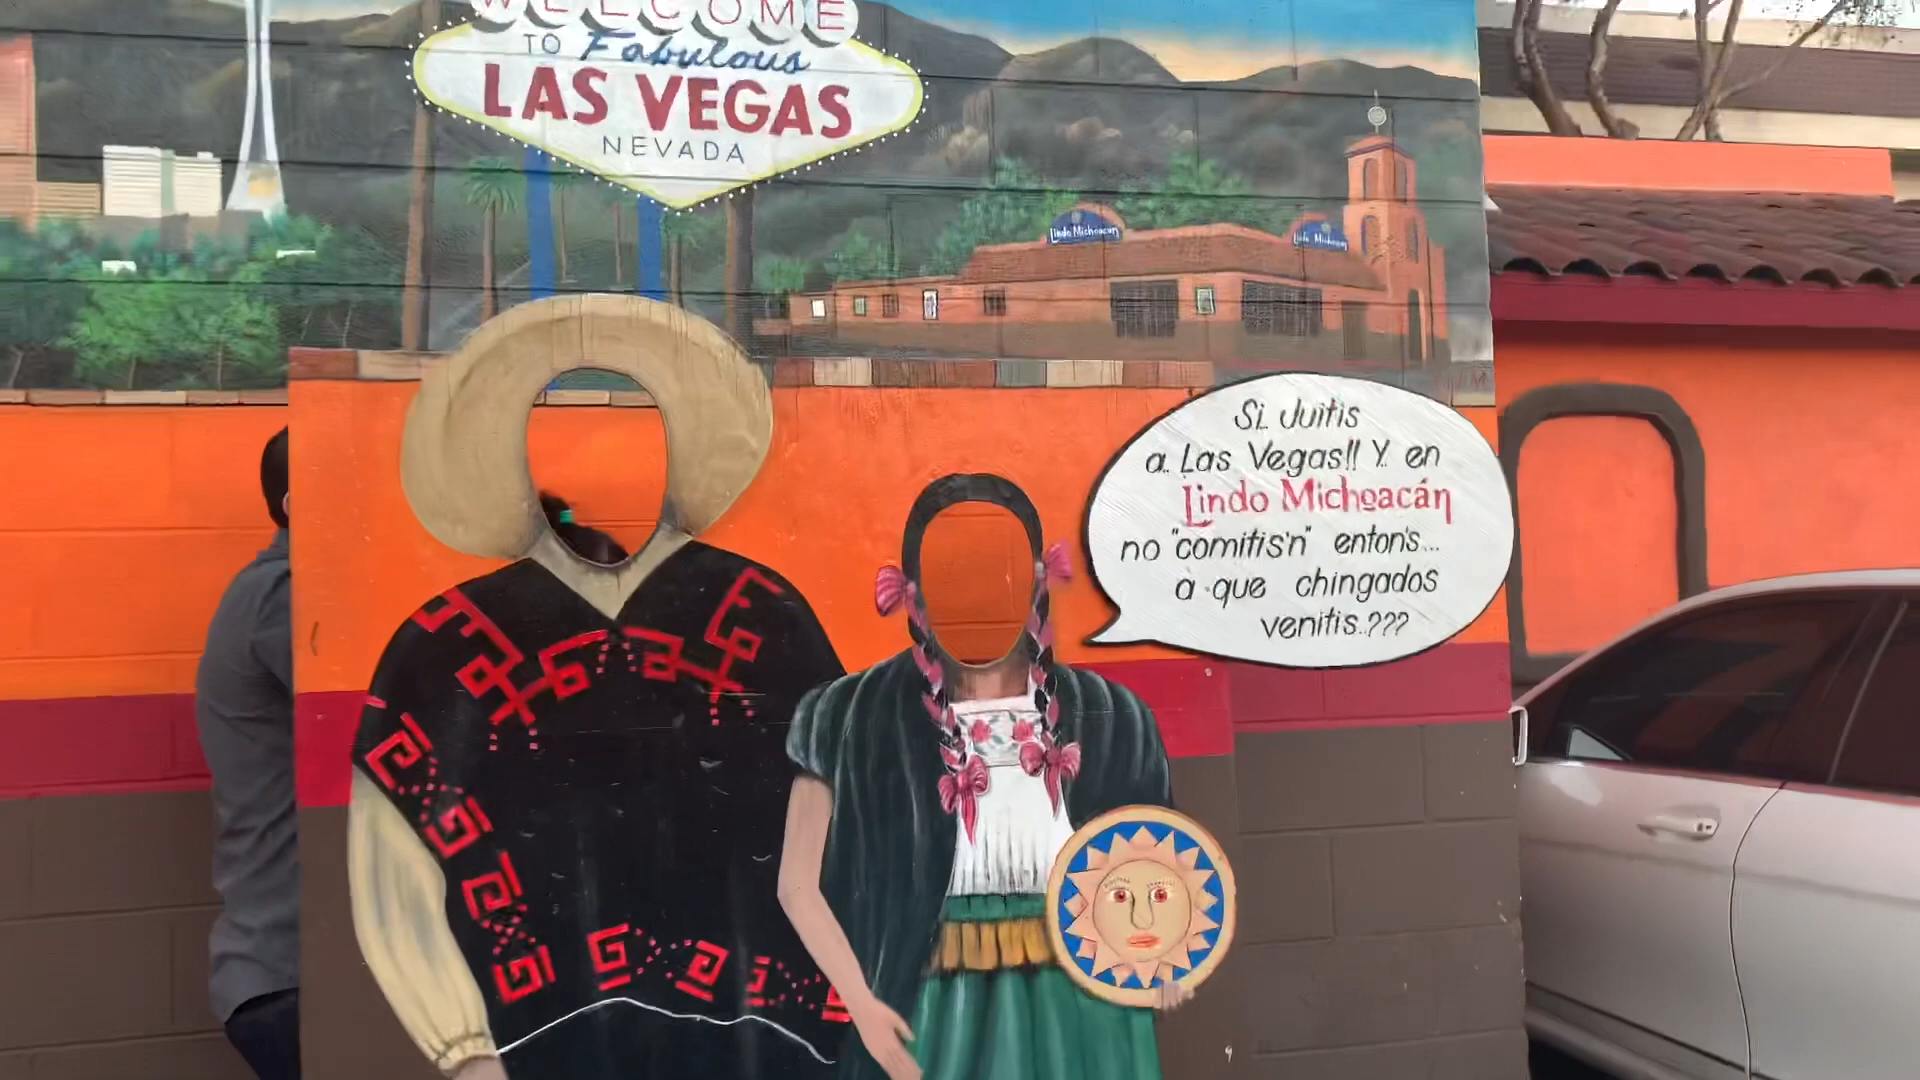 WELCOME
TO Fabulous
LAS VEGAS
NEVADA
Lindo Michoacan
Lindo Michoacan
Si Juitis
a Las Vegas!! Y en
Lindo Michoacán
no "comitis'n" enton's...
a que chingados
venitis..???